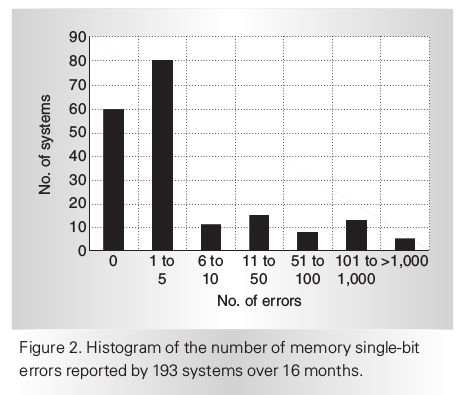 90
80
70
60
50
40
30
20
10
0
No. of systems
0 1 to 6 to 11 to 51 to 101 to >1,000
5 10 50 100 1,000
No. of errors
Figure 2. Histogram of the number of memory single-bit
errors reported by 193 systems over 16 months.